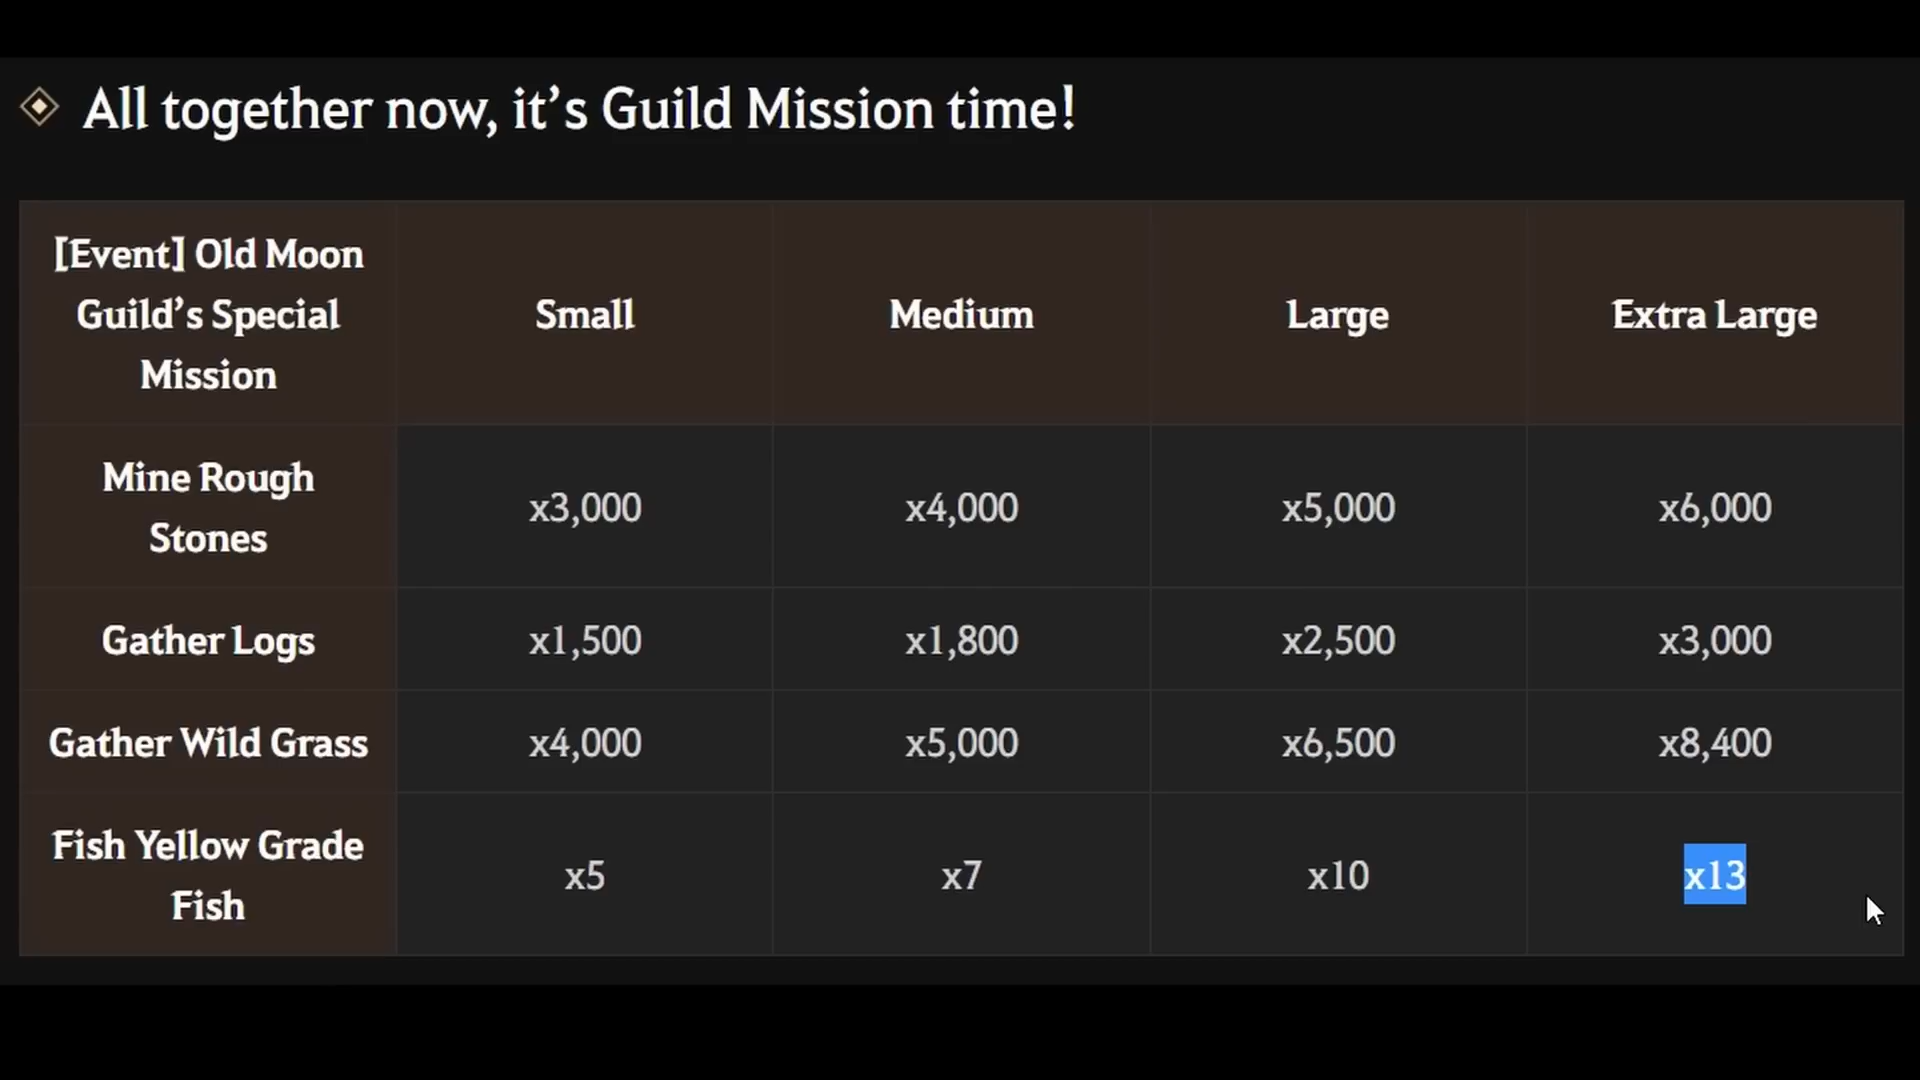 All together now, it’s Guild Mission time!
[Event] Old Moon
Guild’s Special
Mission
Small
Medium
Large
Extra Large
Mine Rough
Stones
x3,000
x4,000
x5,000
x6,000
Gather Logs
x1,500
x1,800
x2,500
x3,000
Gather Wild Grass
x4,000
x5,000
x6,500
x8,400
Fish Yellow Grade
Fish
x5
x7
x10
x13